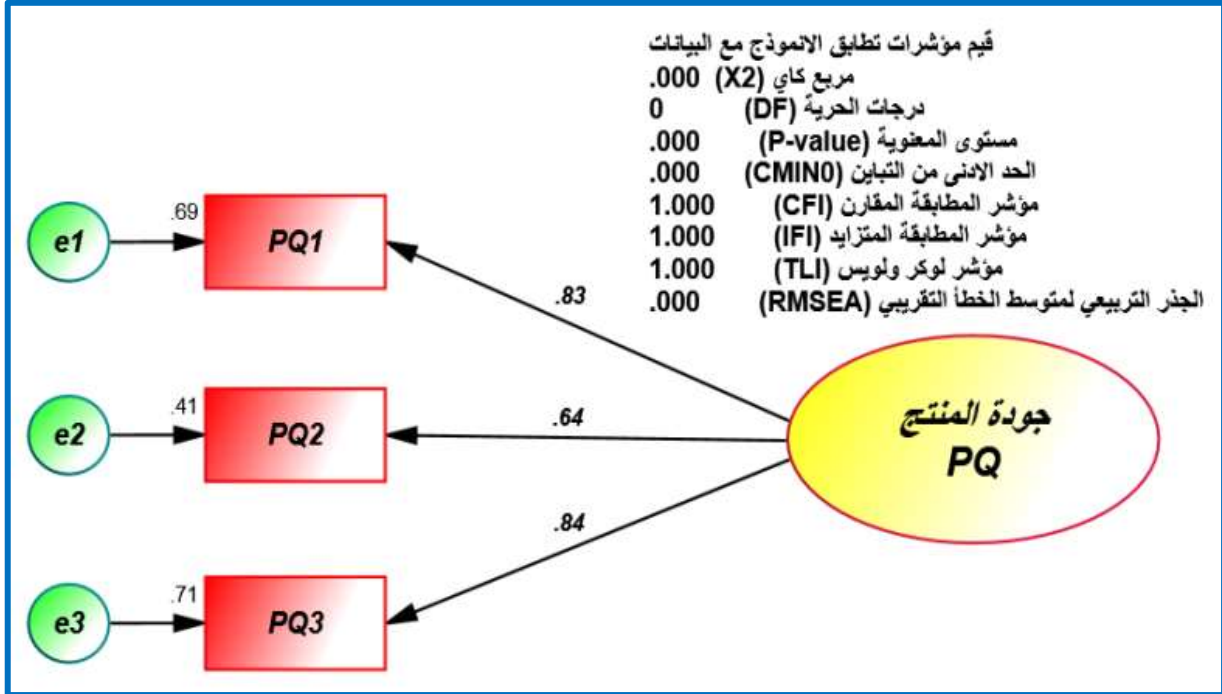 قيم مؤشرات تطابق الانموذج مع البيانات
مربع كاي (X2) .000
درجات الحرية (DF) 0
مستوى المعنوية (P-value) .000
الحد الادنى من التباين (CMIN0) .000
مؤشر المطابقة المقارن (CFI) 1.000
مؤشر المطابقة المتزايد (IFI) 1.000
مؤشر لوكر ولويس (TLI) 1.000
الجذر التربيعي لمتوسط الخطأ التقريبي (RMSEA) .000
e1
.69
PQ1
.83
e2
.41
PQ2
.64
جودة المنتج
PQ
e3
.71
PQ3
.84